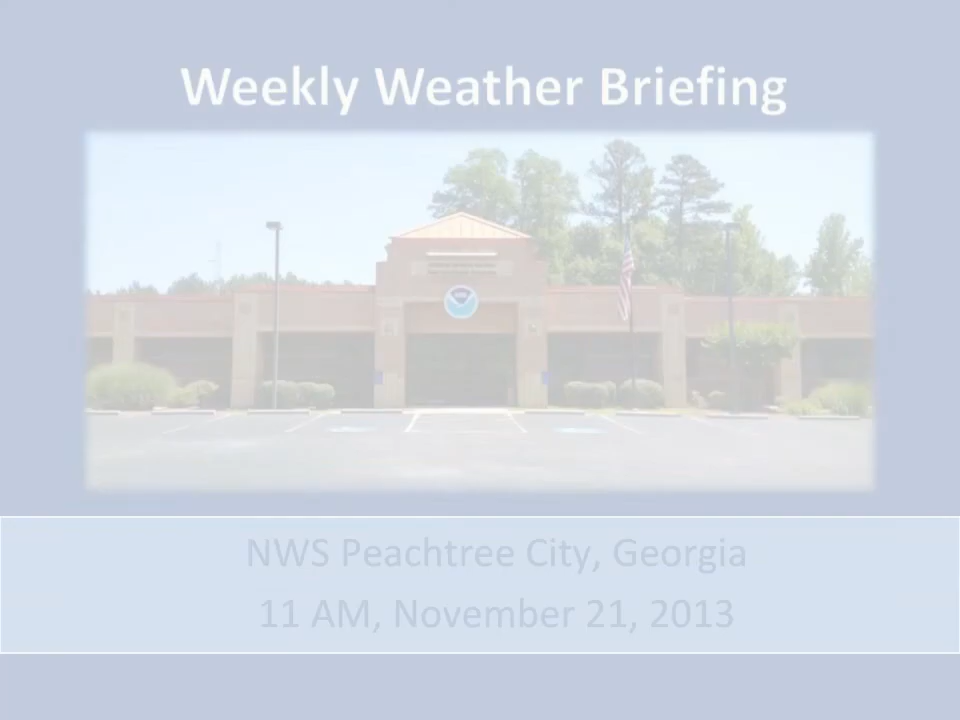 Weekly Weather Briefing
NWS Peachtree City, Georgia
11 AM, November 21, 2013